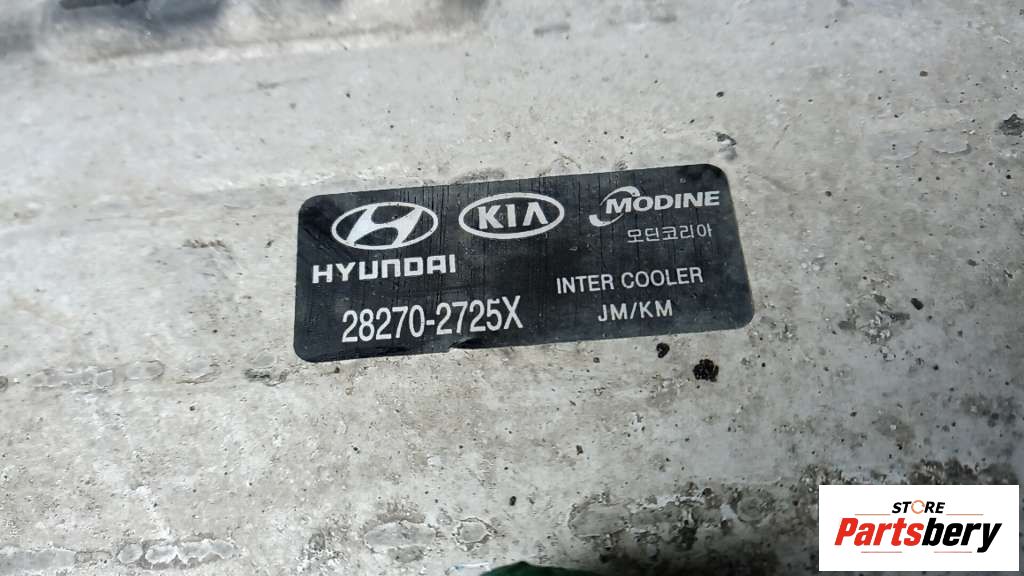 HYUNDAI
KIA
MODINE
모딘코리아
28270-2725X
INTER COOLER
JM/KM
STORE
Partsbery